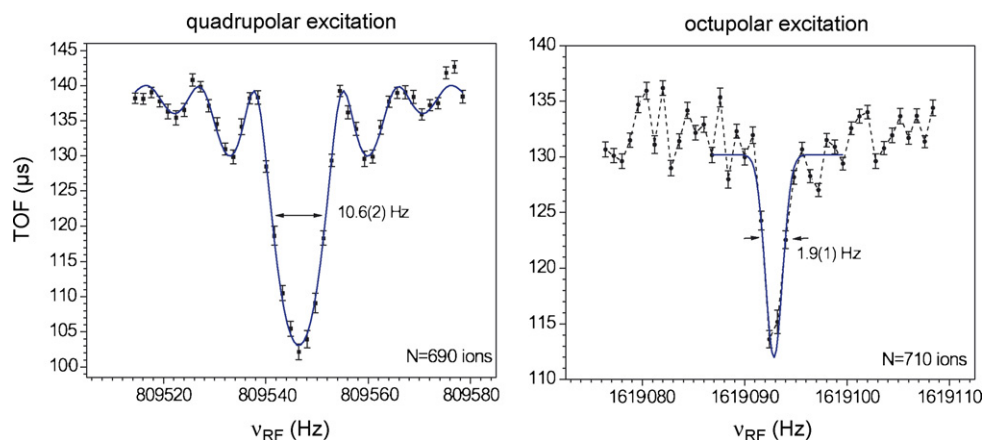 quadrupolar excitation
octupolar excitation
145
140
135
130
125
120
115
110
105
100
TOF (µs)
10.6(2) Hz
N=690 ions
809520
809540
809560
809580
νRF (Hz)
140
135
130
125
120
115
110
1.9(1) Hz
N=710 ions
1619080
1619090
1619100
1619110
νRF (Hz)